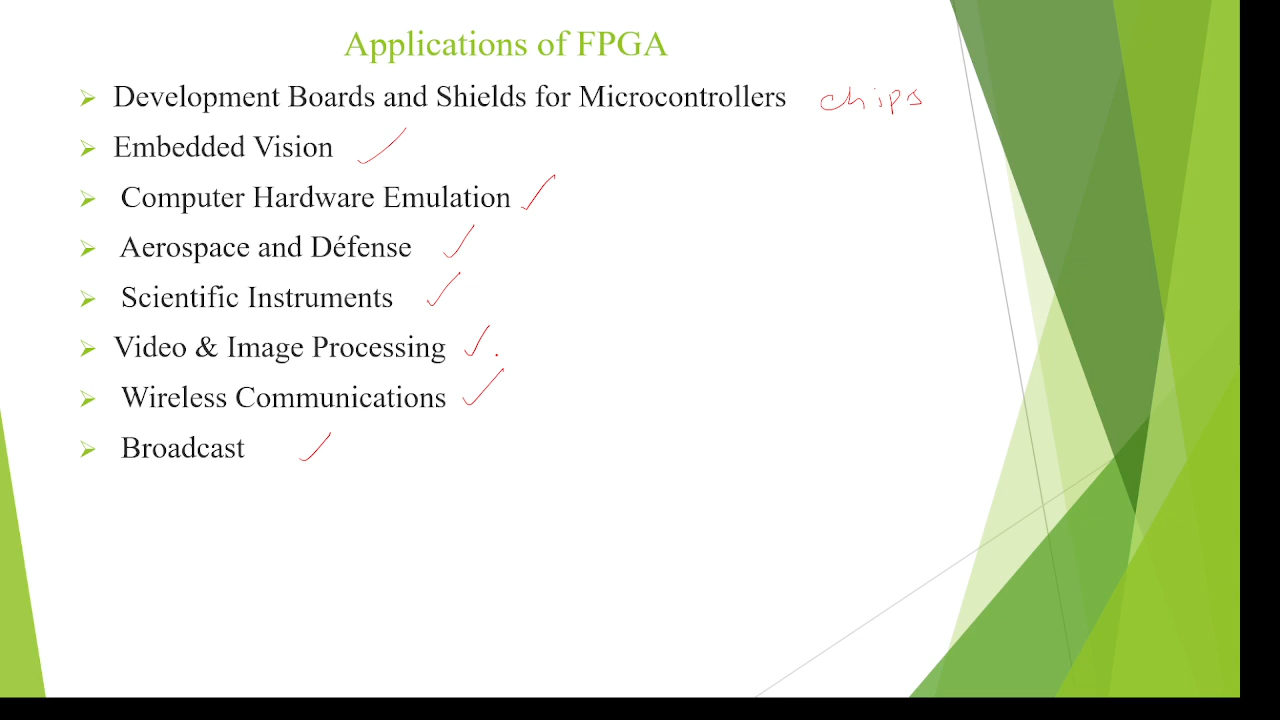 Applications of FPGA
Development Boards and Shields for Microcontrollers chips
Embedded Vision
Computer Hardware Emulation
Aerospace and Défense
Scientific Instruments
Video & Image Processing
Wireless Communications
Broadcast